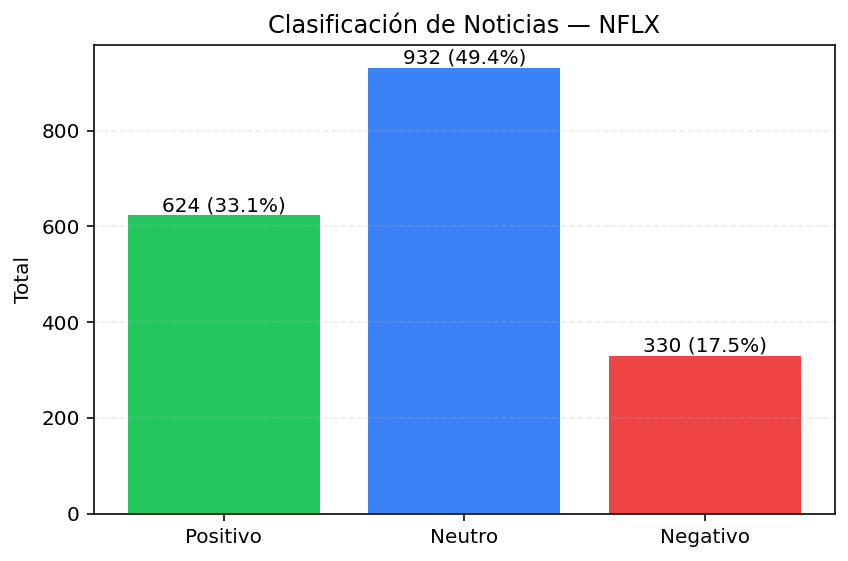 Clasificación de Noticias — NFLX
932 (49.4%)
624 (33.1%)
330 (17.5%)
Total
800
600
400
200
0
Positivo
Neutro
Negativo